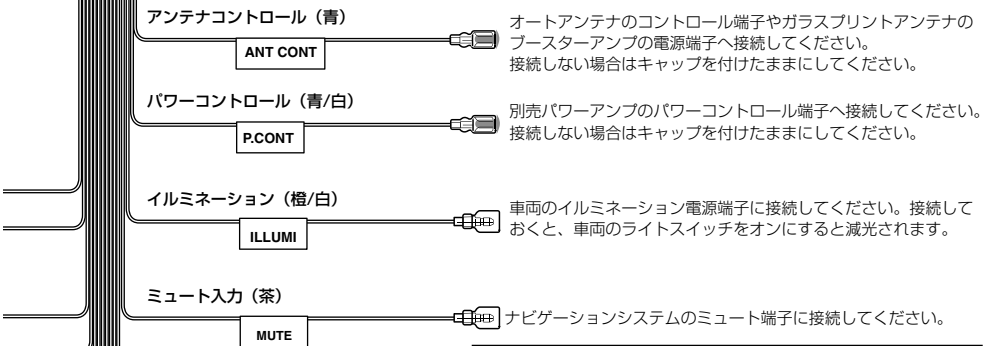 アンテナコントロール（青）
ANT CONT
オートアンテナのコントロール端子やガラスプリントアンテナの
ブースターアンプの電源端子へ接続してください。
接続しない場合はキャップを付けたままにしてください。
パワーコントロール（青/白）
P.CONT
別売パワーアンプのパワーコントロール端子へ接続してください。
接続しない場合はキャップを付けたままにしてください。
イルミネーション（橙/白）
ILLUMI
車両のイルミネーション電源端子に接続してください。接続して
おくと、車両のライトスイッチをオンにすると減光されます。
ミュート入力（茶）
MUTE
ナビゲーションシステムのミュート端子に接続してください。